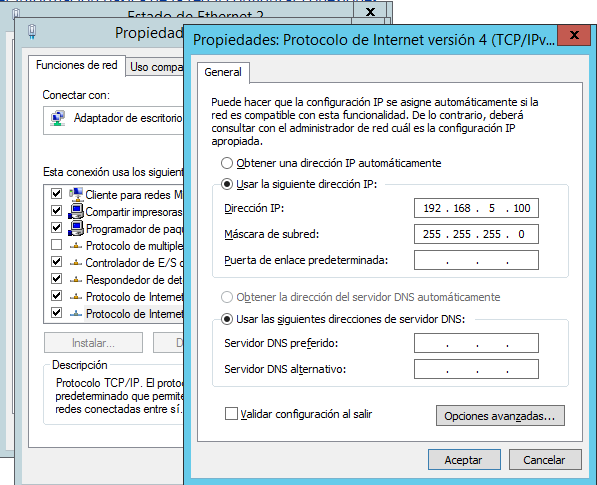 Estado de Ethernet 2
x
Propiedad
Funciones de red
Uso compa
Conectar con:
Adaptador de escritorio
Esta conexión usa los siguient
Cliente para redes M
Compartir impresoras
Programador de paqu
Protocolo de multiple
Controlador de E/S d
Respondedor de det
Protocolo de Internet
Protocolo de Internet
Instalar...
D
Descripción
Protocolo TCP/IP. El protoc
predeterminado que permite
redes conectadas entre sí.
Propiedades: Protocolo de Internet versión 4 (TCP/IPv...
x
General
Puede hacer que la configuración IP se asigne automáticamente si la
red es compatible con esta funcionalidad. De lo contrario, deberá
consultar con el administrador de red cuál es la configuración IP
apropiada.
Obtener una dirección IP automáticamente
Usar la siguiente dirección IP:
Dirección IP:
192 . 168 . 5 . 100
Máscara de subred:
255 . 255 . 255 . 0
Puerta de enlace predeterminada:
. . .
Obtener la dirección del servidor DNS automáticamente
Usar las siguientes direcciones de servidor DNS:
Servidor DNS preferido:
. . .
Servidor DNS alternativo:
. . .
Validar configuración al salir
Opciones avanzadas...
Aceptar
Cancelar